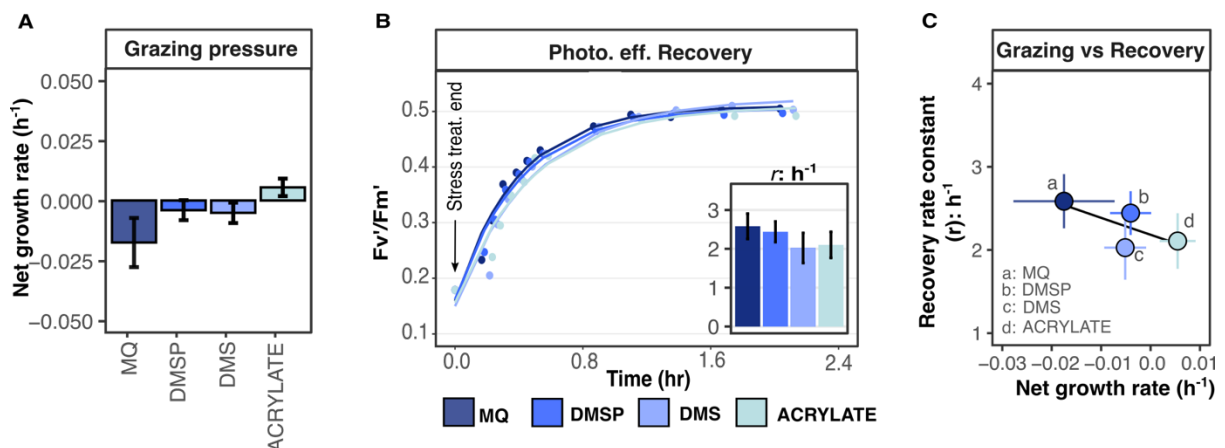 A
Grazing pressure
Net growth rate (h⁻¹)
0.050
0.025
0.000
−0.025
−0.050
MQ
DMSP
DMS
ACRYLATE
B
Photo. eff. Recovery
Fv'/Fm'
0.5
0.4
0.3
0.2
0.1
Stress treat. end
r: h⁻¹
3
2
1
0
0.0
0.8
1.6
2.4
Time (hr)
MQ
DMSP
DMS
ACRYLATE
C
Grazing vs Recovery
Recovery rate constant
(r): h⁻¹
4
3
2
1
a
b
c
d
a: MQ
b: DMSP
c: DMS
d: ACRYLATE
−0.03
−0.02
−0.01
0.0
0.01
Net growth rate (h⁻¹)